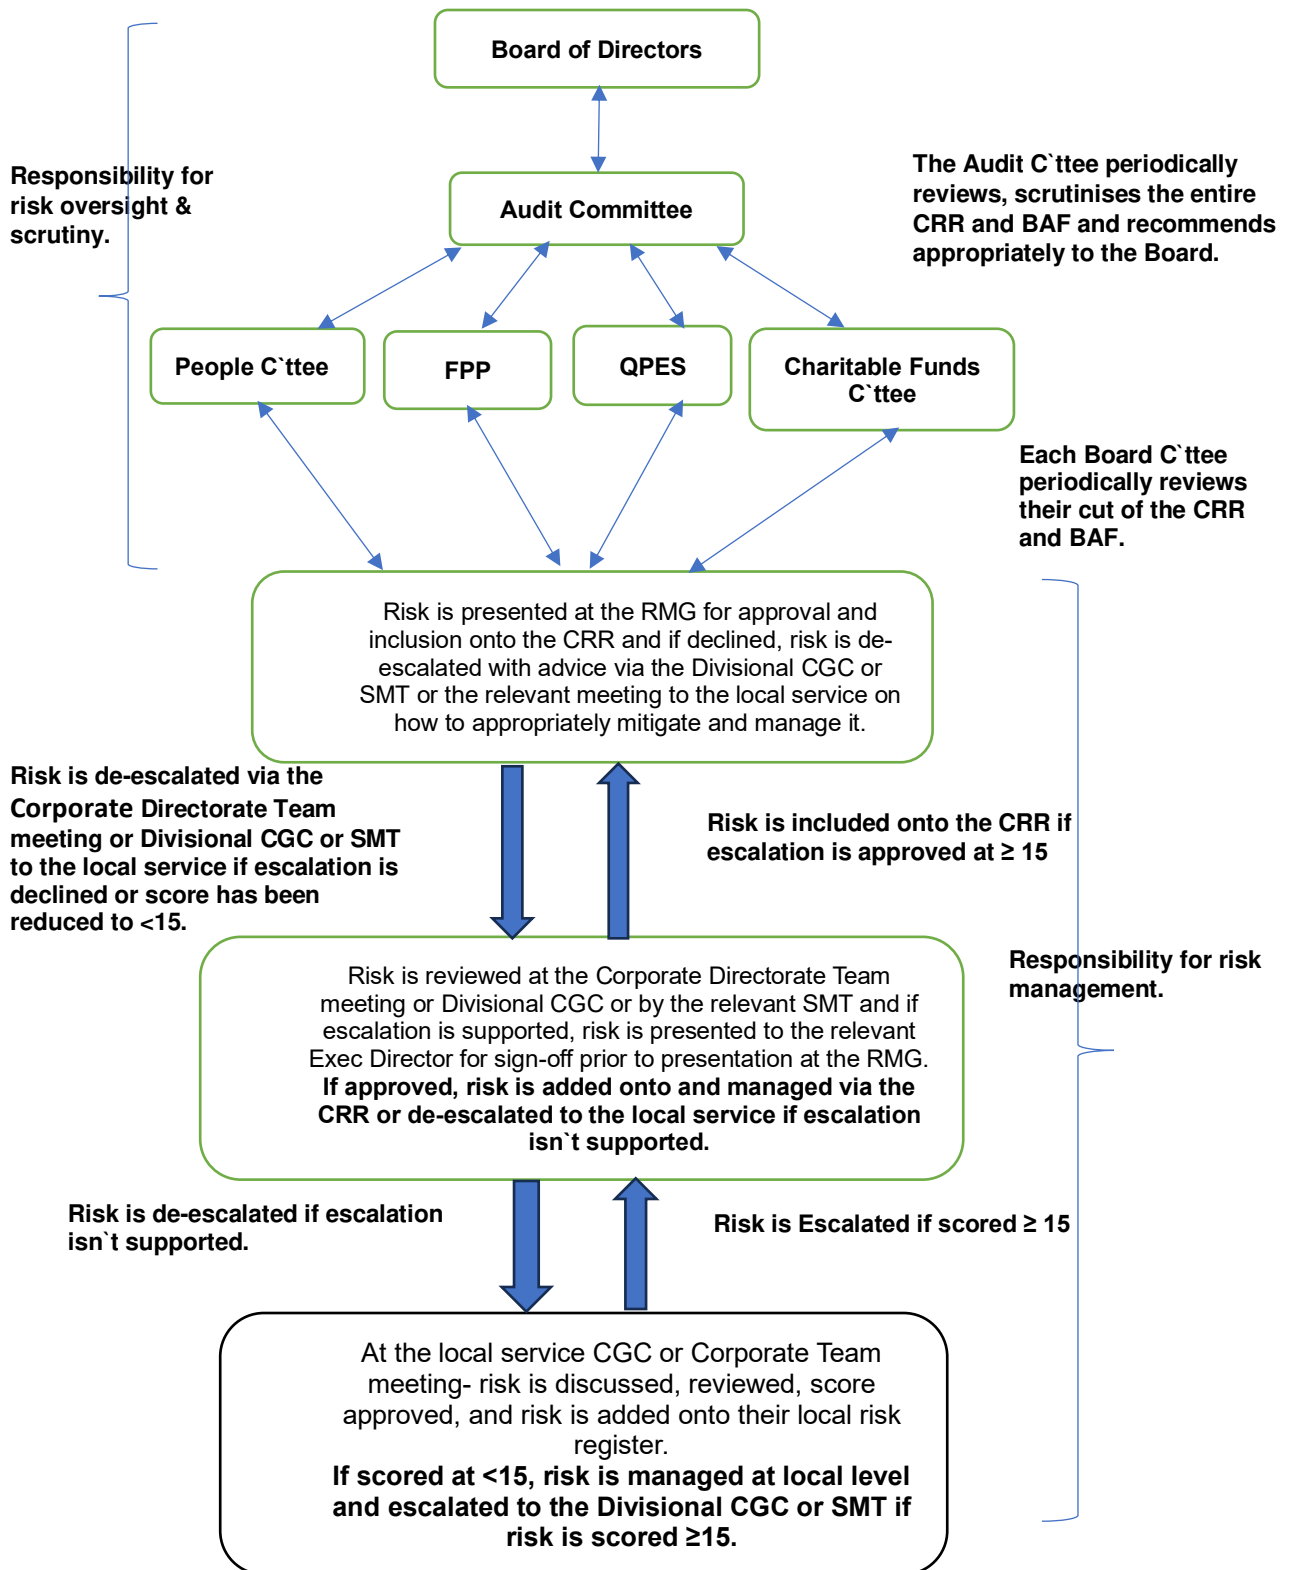 Board of Directors
Responsibility for
risk oversight &
scrutiny.
The Audit C`ttee periodically
reviews, scrutinises the entire
CRR and BAF and recommends
appropriately to the Board.
Audit Committee
People C`ttee
FPP
QPES
Charitable Funds
C`ttee
Each Board C`ttee
periodically reviews
their cut of the CRR
and BAF.
Risk is presented at the RMG for approval and
inclusion onto the CRR and if declined, risk is de-
escalated with advice via the Divisional CGC or
SMT or the relevant meeting to the local service on
how to appropriately mitigate and manage it.
Risk is de-escalated via the
Corporate Directorate Team
meeting or Divisional CGC or SMT
to the local service if escalation is
declined or score has been
reduced to <15.
Risk is included onto the CRR if
escalation is approved at ≥ 15
Responsibility for risk
management.
Risk is reviewed at the Corporate Directorate Team
meeting or Divisional CGC or by the relevant SMT and if
escalation is supported, risk is presented to the relevant
Exec Director for sign-off prior to presentation at the RMG.
If approved, risk is added onto and managed via the
CRR or de-escalated to the local service if escalation
isn`t supported.
Risk is de-escalated if escalation
isn`t supported.
Risk is Escalated if scored ≥ 15
At the local service CGC or Corporate Team
meeting- risk is discussed, reviewed, score
approved, and risk is added onto their local risk
register.
If scored at <15, risk is managed at local level
and escalated to the Divisional CGC or SMT if
risk is scored ≥15.